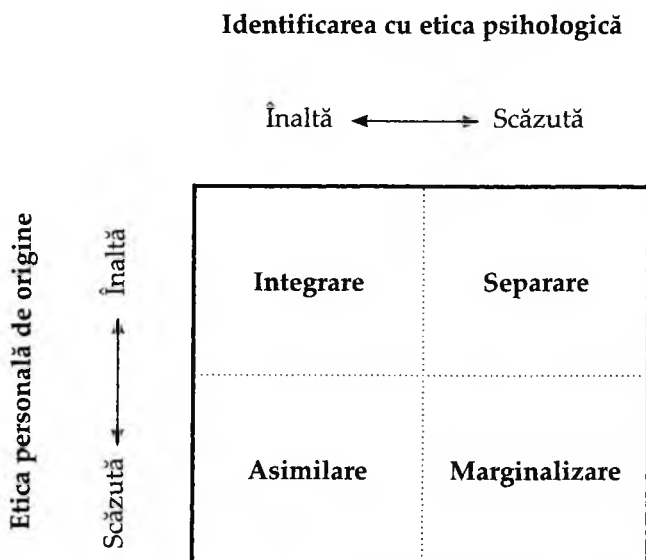 Identificarea cu etica psihologică
Înaltă Scăzută
Etica personală de origine
Înaltă
Scăzută
Integrare Separare
Asimilare Marginalizare